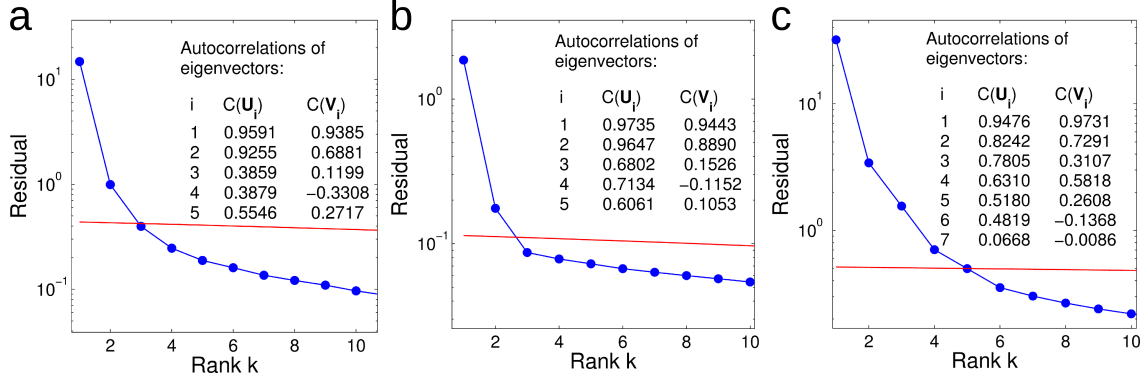 a
Autocorrelations of
eigenvectors:
i C(U_i) C(V_i)
1 0.9591 0.9385
2 0.9255 0.6881
3 0.3859 0.1199
4 0.3879 −0.3308
5 0.5546 0.2717
10^1
10^0
10^−1
Residual
2 4 6 8 10
Rank k
b
Autocorrelations of
eigenvectors:
i C(U_i) C(V_i)
1 0.9735 0.9443
2 0.9647 0.8890
3 0.6802 0.1526
4 0.7134 −0.1152
5 0.6061 0.1053
10^0
10^−1
Residual
2 4 6 8 10
Rank k
c
Autocorrelations of
eigenvectors:
i C(U_i) C(V_i)
1 0.9476 0.9731
2 0.8242 0.7291
3 0.7805 0.3107
4 0.6310 0.5818
5 0.5180 0.2608
6 0.4819 −0.1368
7 0.0668 −0.0086
10^1
10^0
Residual
2 4 6 8 10
Rank k